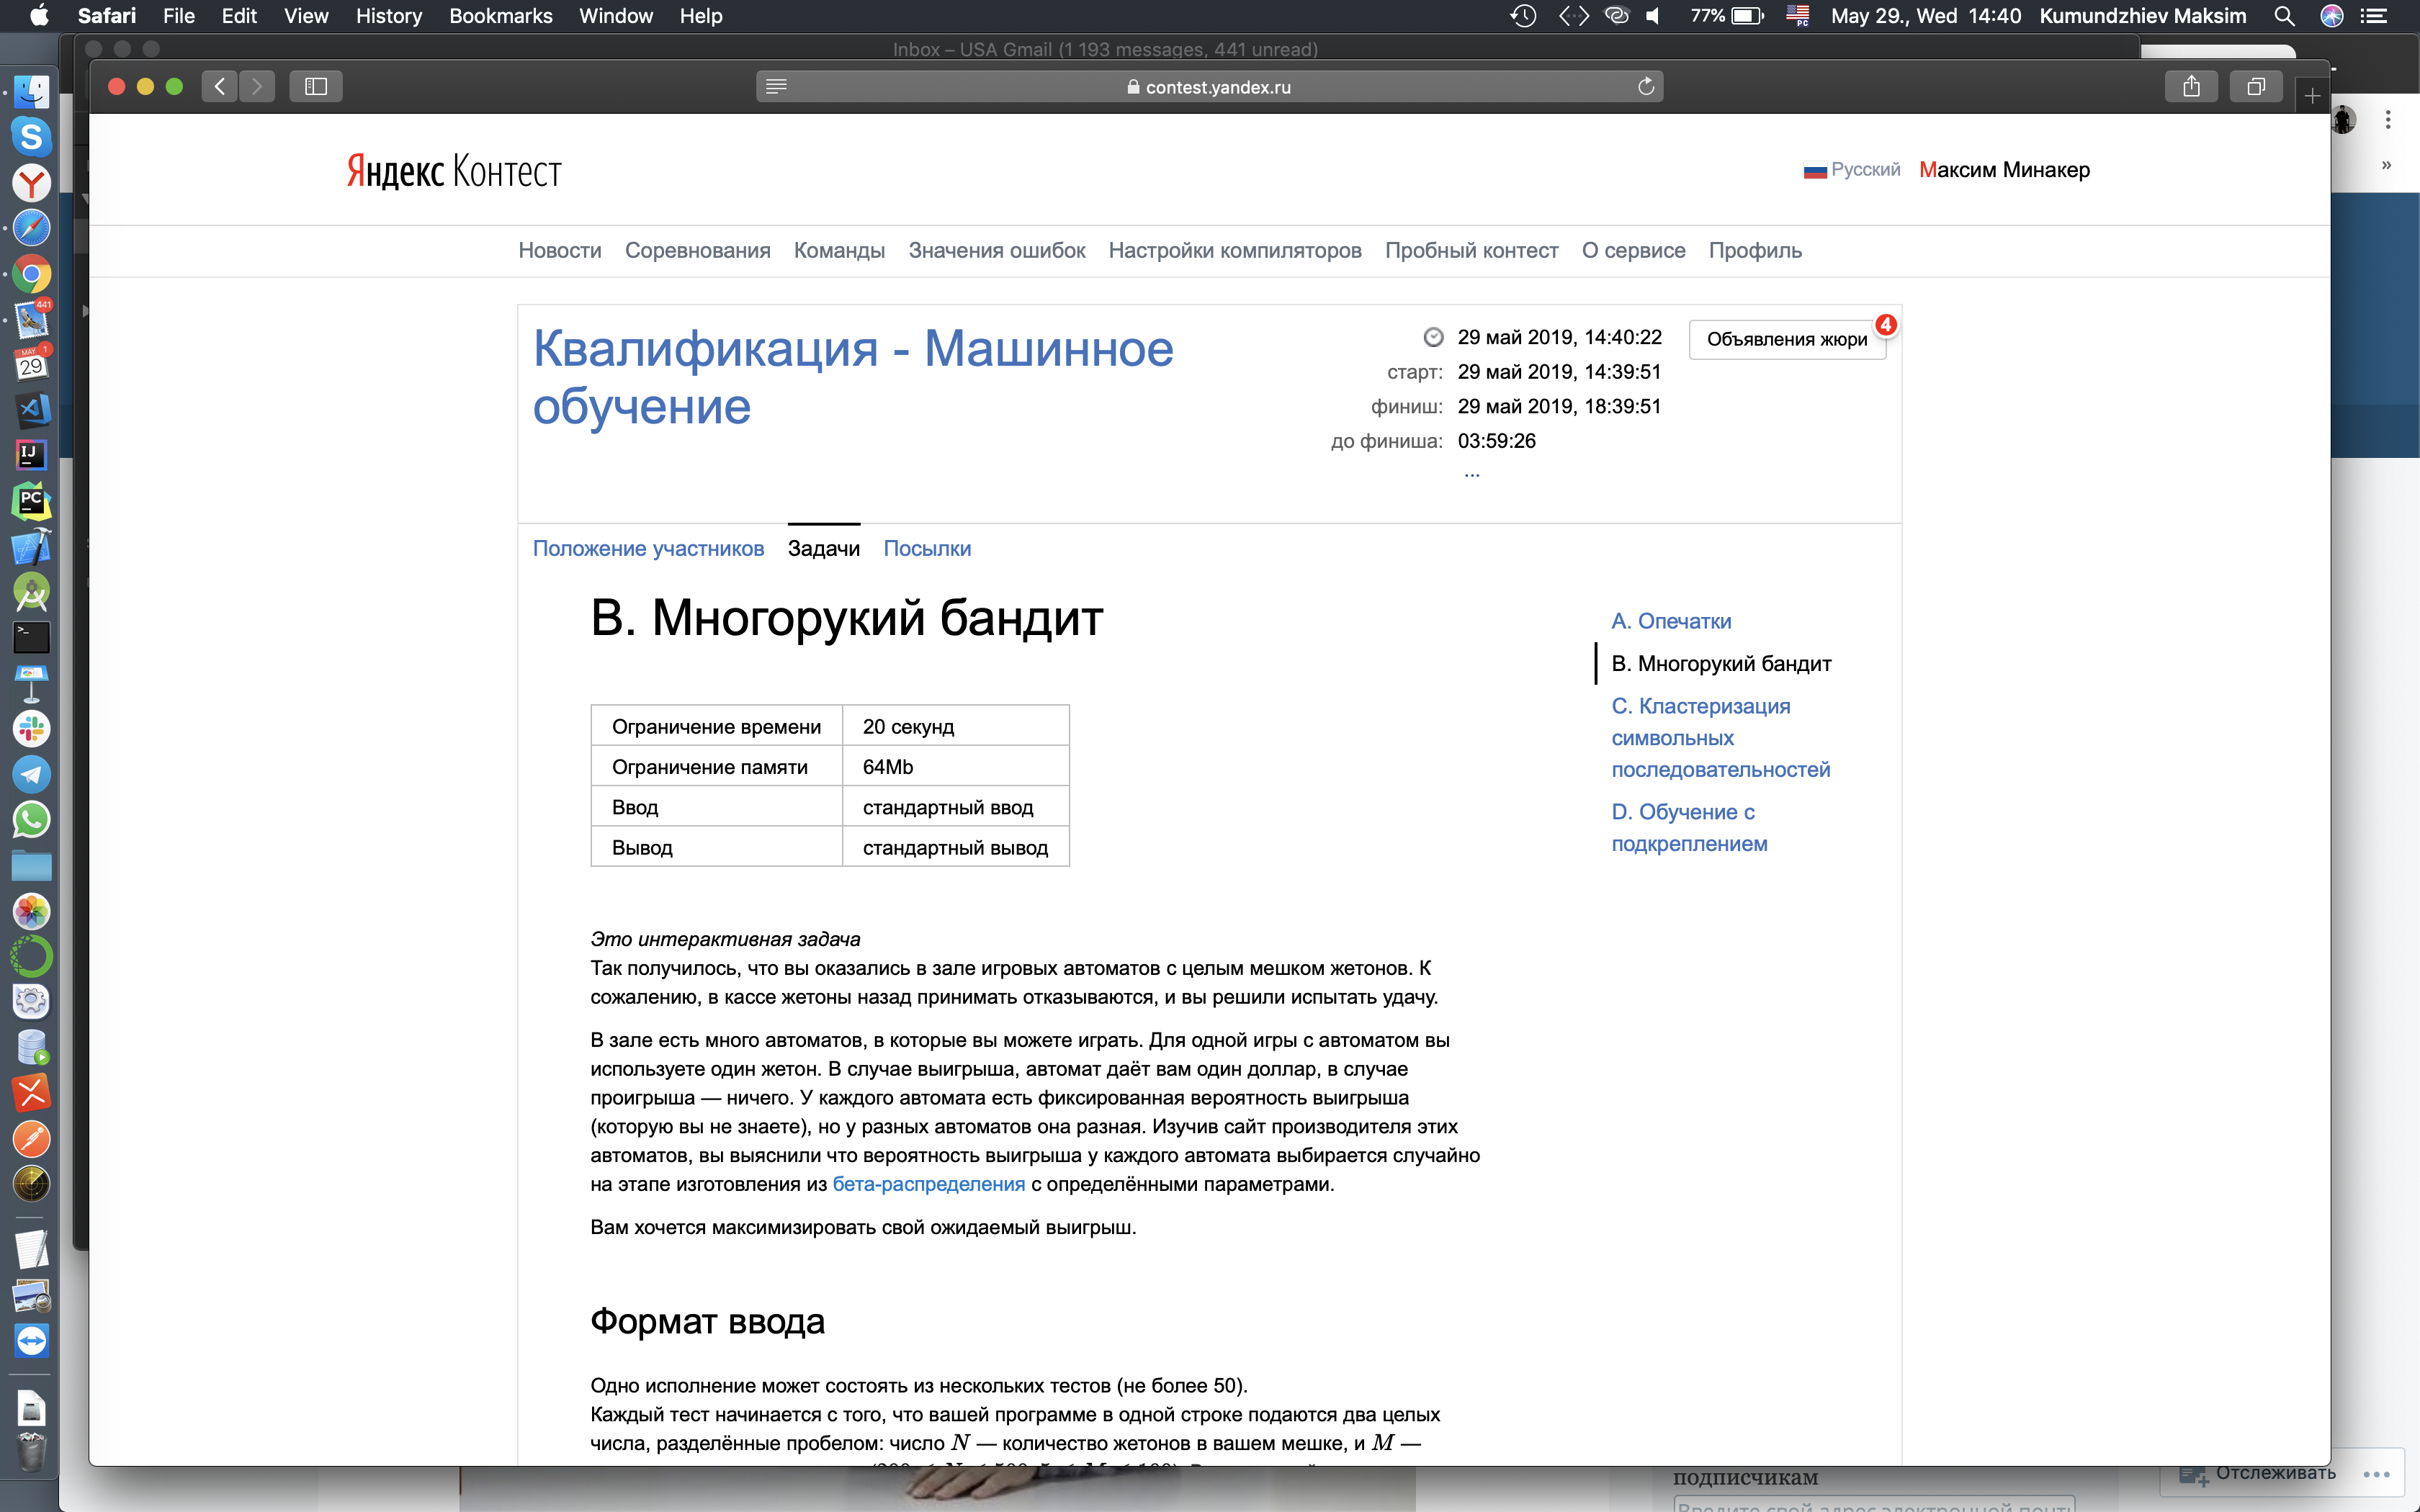 Safari File Edit View History Bookmarks Window Help
77% PC May 29., Wed 14:40 Kumundzhiev Maksim
Inbox – USA Gmail (1 193 messages, 441 unread)
contest.yandex.ru
Яндекс Контест
Русский Максим Минакер
Новости Соревнования Команды Значения ошибок Настройки компиляторов Пробный контест О сервисе Профиль
Квалификация - Машинное
обучение
29 май 2019, 14:40:22
старт: 29 май 2019, 14:39:51
финиш: 29 май 2019, 18:39:51
до финиша: 03:59:26
...
Объявления жюри 4
Положение участников Задачи Посылки
B. Многорукий бандит
A. Опечатки
B. Многорукий бандит
C. Кластеризация
символьных
последовательностей
D. Обучение с
подкреплением
Ограничение времени 20 секунд
Ограничение памяти 64Mb
Ввод стандартный ввод
Вывод стандартный вывод
Это интерактивная задача
Так получилось, что вы оказались в зале игровых автоматов с целым мешком жетонов. К
сожалению, в кассе жетоны назад принимать отказываются, и вы решили испытать удачу.
В зале есть много автоматов, в которые вы можете играть. Для одной игры с автоматом вы
используете один жетон. В случае выигрыша, автомат даёт вам один доллар, в случае
проигрыша — ничего. У каждого автомата есть фиксированная вероятность выигрыша
(которую вы не знаете), но у разных автоматов она разная. Изучив сайт производителя этих
автоматов, вы выяснили что вероятность выигрыша у каждого автомата выбирается случайно
на этапе изготовления из бета-распределения с определёнными параметрами.
Вам хочется максимизировать свой ожидаемый выигрыш.
Формат ввода
Одно исполнение может состоять из нескольких тестов (не более 50).
Каждый тест начинается с того, что вашей программе в одной строке подаются два целых
числа, разделённые пробелом: число N — количество жетонов в вашем мешке, и M —
подписчикам
Отслеживать
441
MAY 1
29
IJ
PC